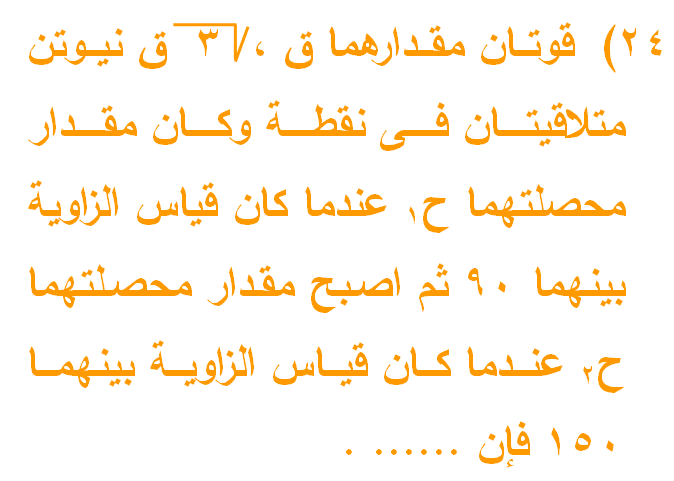 ٢٤) قوتان مقدارهما ق ، √٣ ق نيوتن
متلاقيتان فى نقطة وكان مقدار
محصلتهما ح١ عندما كان قياس الزاوية
بينهما ٩٠ ثم اصبح مقدار محصلتهما
ح٢ عندما كان قياس الزاوية بينهما
١٥٠ فإن ...... .